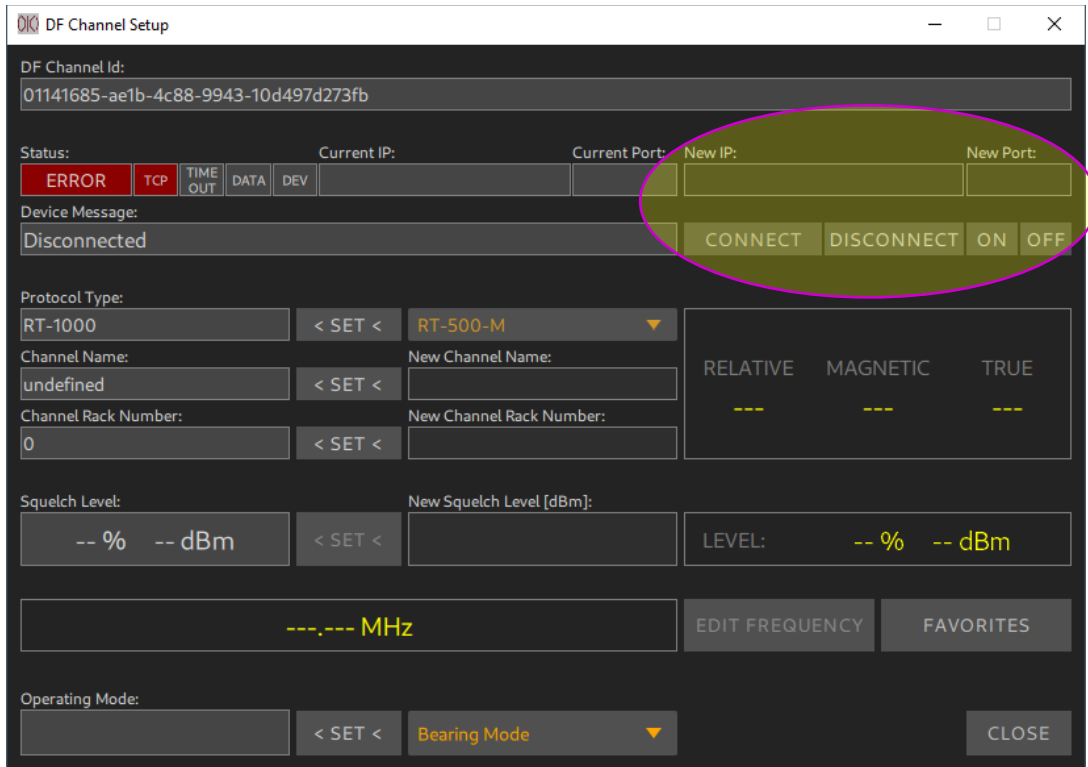 DF Channel Setup
DF Channel Id:
01141685-ae1b-4c88-9943-10d497d273fb
Status: Current IP: Current Port: New IP: New Port:
ERROR TCP TIME OUT DATA DEV
Device Message:
Disconnected CONNECT DISCONNECT ON OFF
Protocol Type:
RT-1000 < SET < RT-500-M
Channel Name: New Channel Name:
undefined < SET <
RELATIVE MAGNETIC TRUE
--- --- ---
Channel Rack Number: New Channel Rack Number:
0 < SET <
Squelch Level: New Squelch Level [dBm]:
-- % -- dBm < SET < LEVEL: -- % -- dBm
---.--- MHz EDIT FREQUENCY FAVORITES
Operating Mode:
< SET < Bearing Mode CLOSE